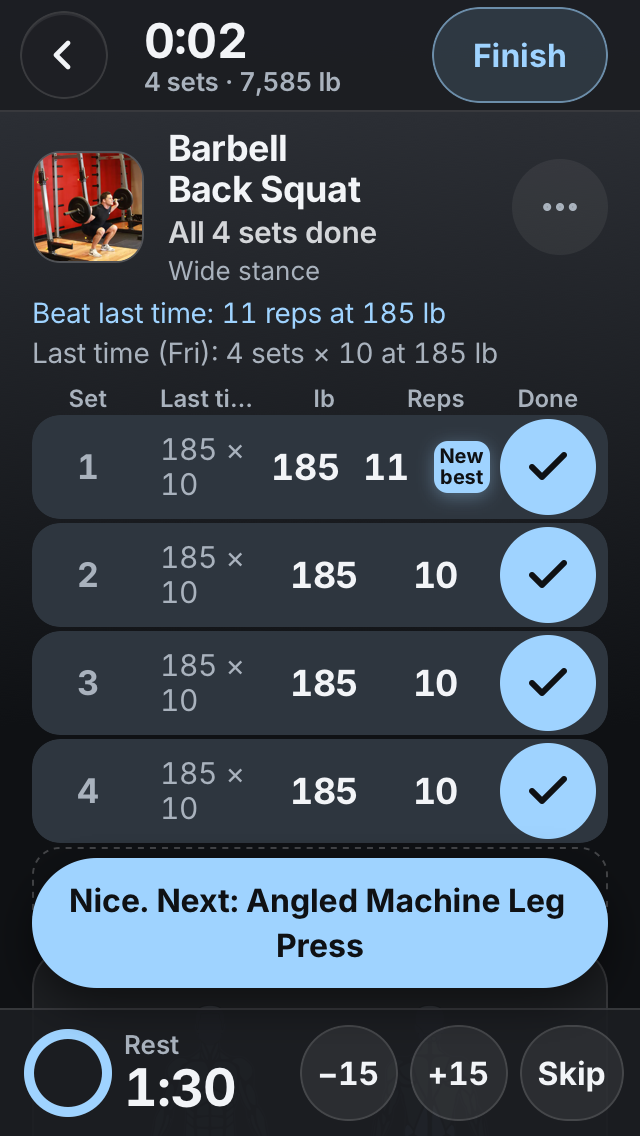 0:02
4 sets · 7,585 lb
Finish
Barbell
Back Squat
All 4 sets done
Wide stance
Beat last time: 11 reps at 185 lb
Last time (Fri): 4 sets × 10 at 185 lb
Set Last ti... lb Reps Done
1 185 × 10 185 11 New best
2 185 × 10 185 10
3 185 × 10 185 10
4 185 × 10 185 10
Nice. Next: Angled Machine Leg
Press
Rest
1:30
−15 +15 Skip